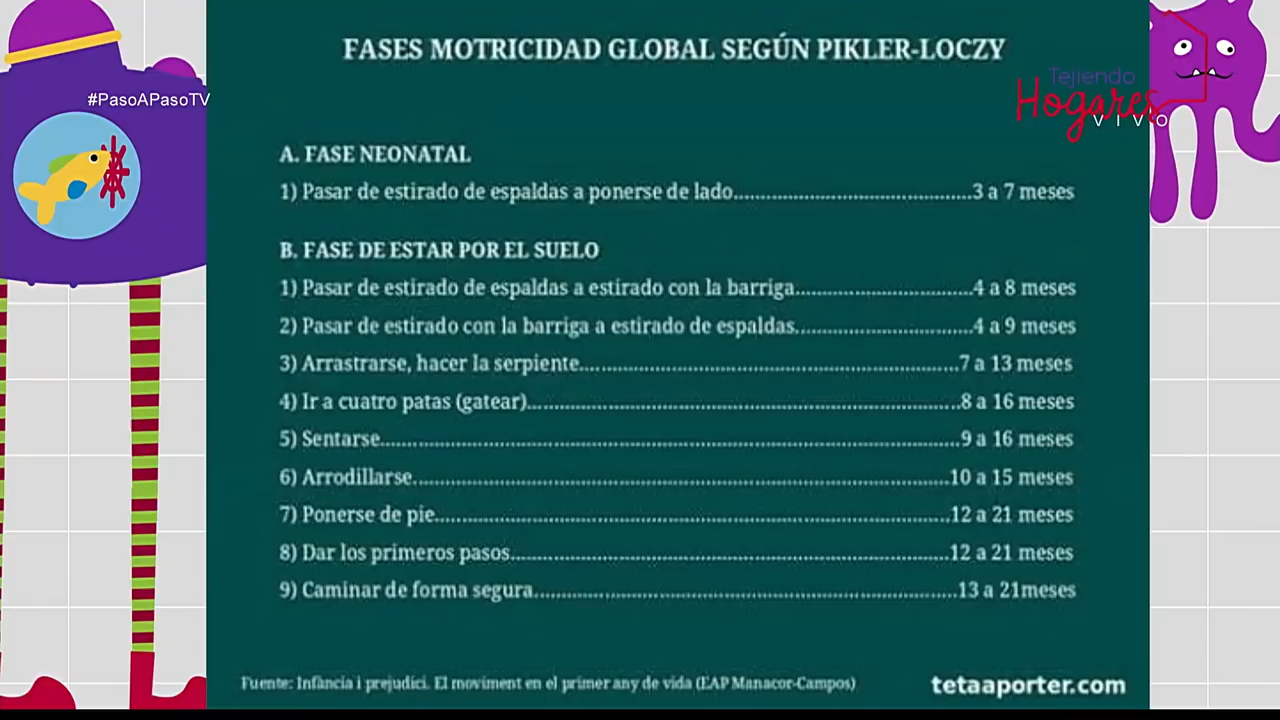 FASES MOTRICIDAD GLOBAL SEGÚN PIKLER-LOCZY
Tejiendo
Hogares
VIVO
#PasoAPasoTV
A. FASE NEONATAL
1) Pasar de estirado de espaldas a ponerse de lado....................3 a 7 meses
B. FASE DE ESTAR POR EL SUELO
1) Pasar de estirado de espaldas a estirado con la barriga....................4 a 8 meses
2) Pasar de estirado con la barriga a estirado de espaldas....................4 a 9 meses
3) Arrastrarse, hacer la serpiente....................7 a 13 meses
4) Ir a cuatro patas (gatear)....................8 a 16 meses
5) Sentarse....................9 a 16 meses
6) Arrodillarse....................10 a 15 meses
7) Ponerse de pie....................12 a 21 meses
8) Dar los primeros pasos....................12 a 21 meses
9) Caminar de forma segura....................13 a 21meses
Fuente: Infància i prejudici. El moviment en el primer any de vida (EAP Manacor-Campos)
tetaaporter.com